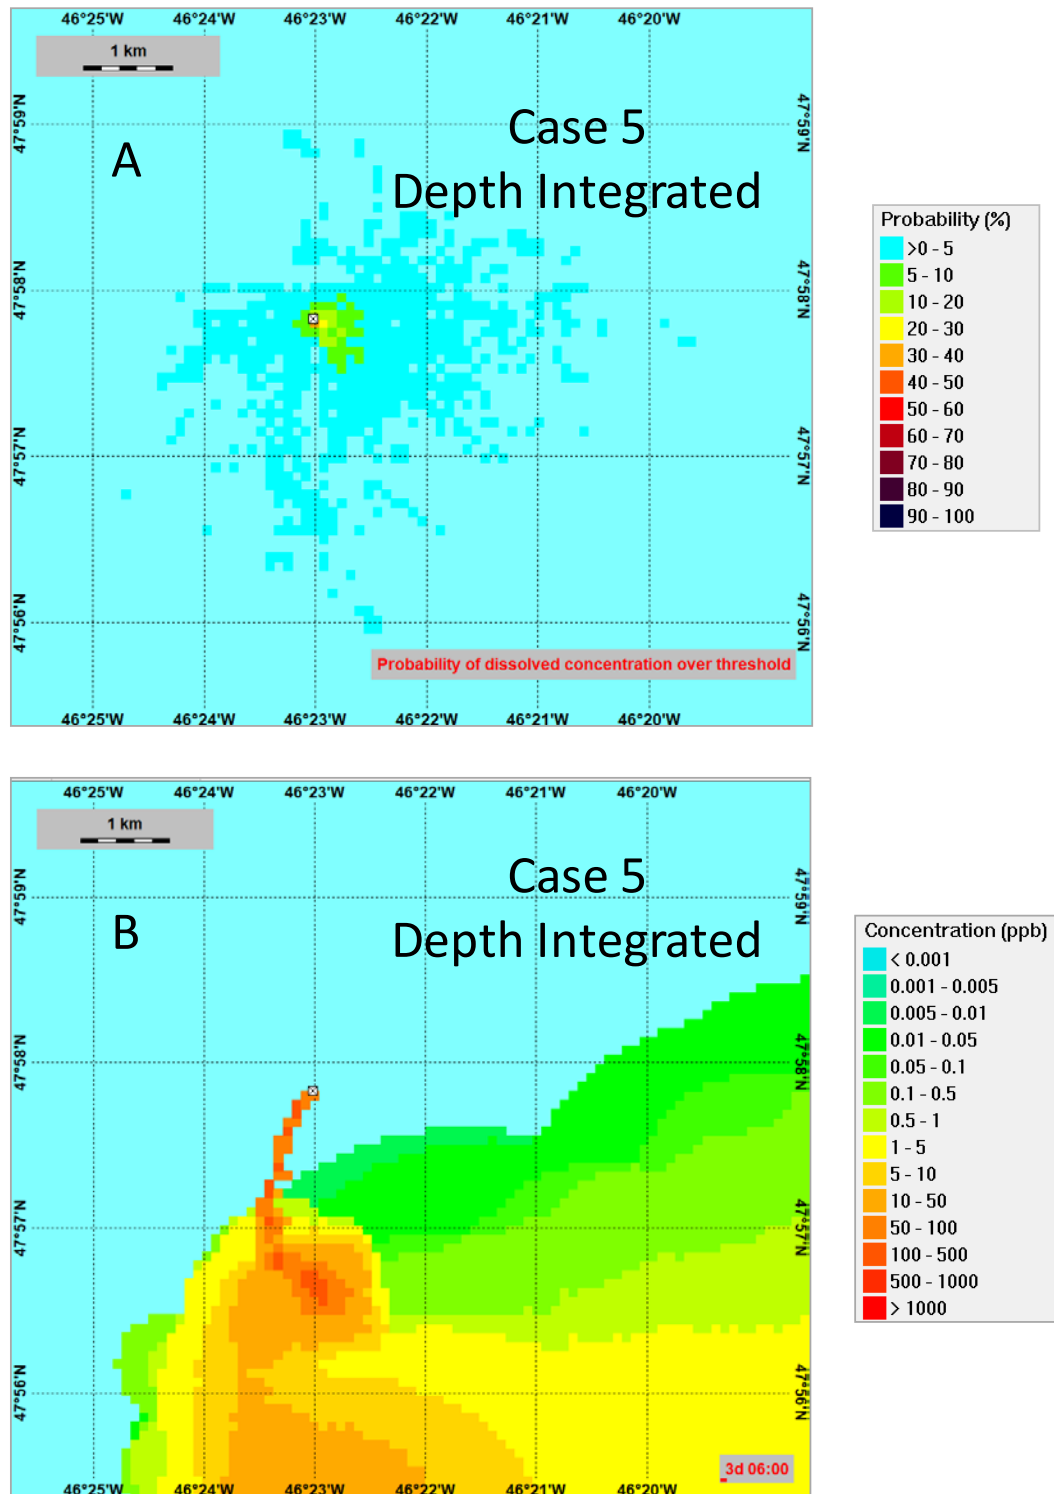 46°25'W 46°24'W 46°23'W 46°22'W 46°21'W 46°20'W
1 km
47°59'N
47°59'N
A
Case 5
Depth Integrated
47°58'N
47°58'N
47°57'N
47°57'N
47°56'N
47°56'N
Probability of dissolved concentration over threshold
46°25'W 46°24'W 46°23'W 46°22'W 46°21'W 46°20'W
Probability (%)
>0 - 5
5 - 10
10 - 20
20 - 30
30 - 40
40 - 50
50 - 60
60 - 70
70 - 80
80 - 90
90 - 100
46°25'W 46°24'W 46°23'W 46°22'W 46°21'W 46°20'W
1 km
47°59'N
47°59'N
B
Case 5
Depth Integrated
47°58'N
47°58'N
47°57'N
47°57'N
47°56'N
47°56'N
3d 06:00
46°25'W 46°24'W 46°23'W 46°22'W 46°21'W 46°20'W
Concentration (ppb)
< 0.001
0.001 - 0.005
0.005 - 0.01
0.01 - 0.05
0.05 - 0.1
0.1 - 0.5
0.5 - 1
1 - 5
5 - 10
10 - 50
50 - 100
100 - 500
500 - 1000
> 1000